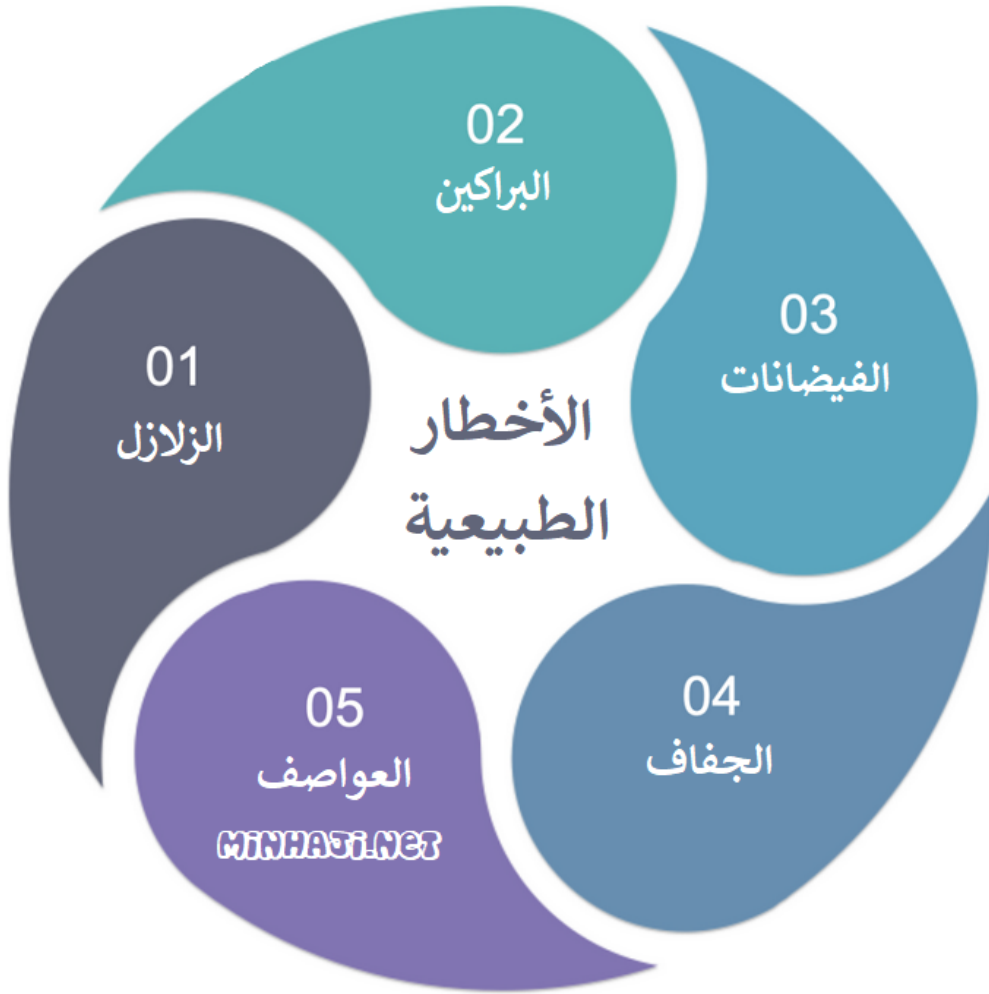 الأخطار
الطبيعية
01
الزلازل
02
البراكين
03
الفيضانات
04
الجفاف
05
العواصف
MINHAJI.NET